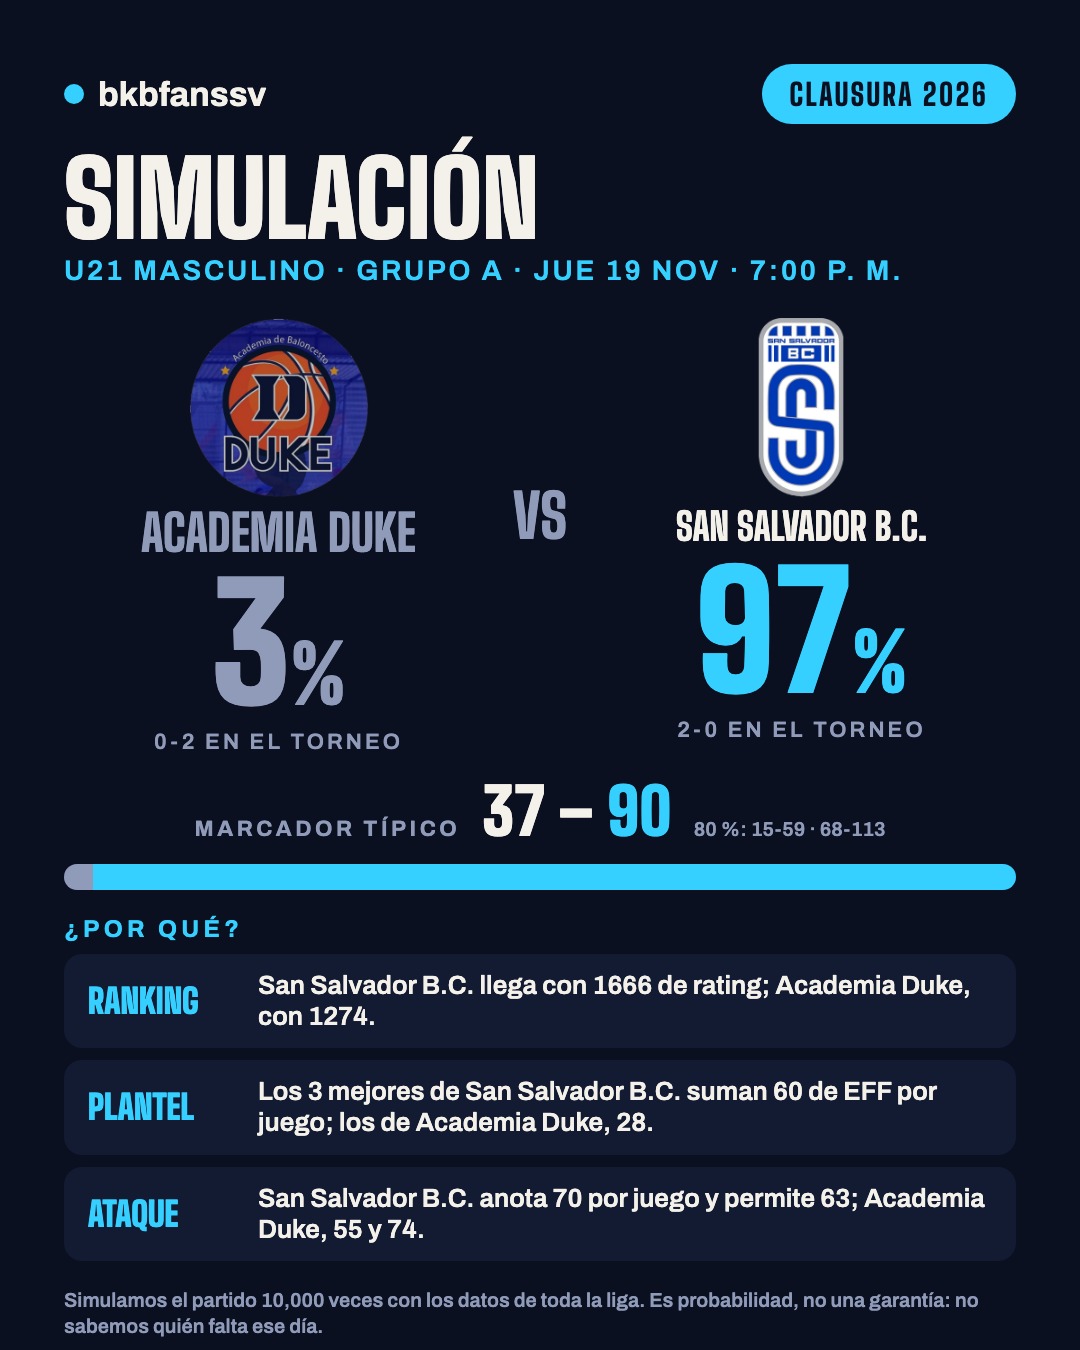 bkbfanssv
CLAUSURA 2026
SIMULACIÓN
U21 MASCULINO · GRUPO A · JUE 19 NOV · 7:00 P. M.
Academia de Baloncesto
D
DUKE
SAN SALVADOR
BC
S
ACADEMIA DUKE
VS
SAN SALVADOR B.C.
3%
97%
0-2 EN EL TORNEO
2-0 EN EL TORNEO
MARCADOR TÍPICO 37 – 90 80 %: 15-59 · 68-113
¿POR QUÉ?
RANKING
San Salvador B.C. llega con 1666 de rating; Academia Duke,
con 1274.
PLANTEL
Los 3 mejores de San Salvador B.C. suman 60 de EFF por
juego; los de Academia Duke, 28.
ATAQUE
San Salvador B.C. anota 70 por juego y permite 63; Academia
Duke, 55 y 74.
Simulamos el partido 10,000 veces con los datos de toda la liga. Es probabilidad, no una garantía: no
sabemos quién falta ese día.